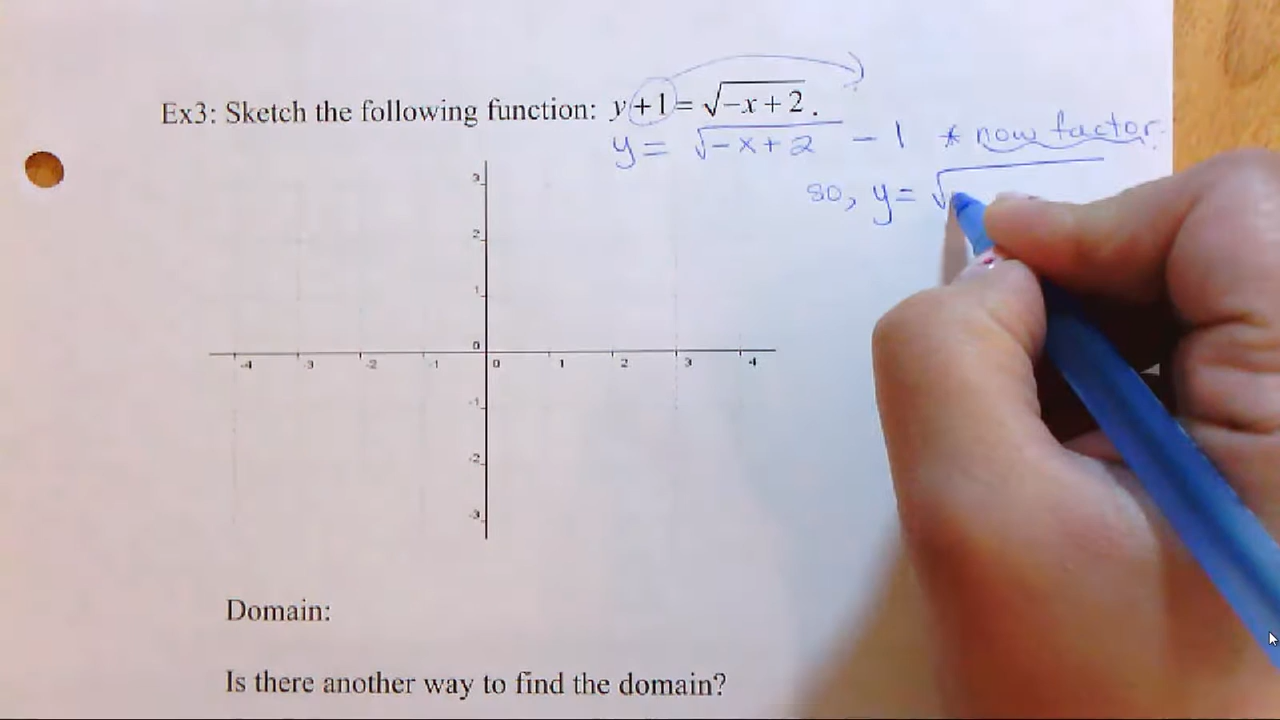 Ex3: Sketch the following function: y + 1 = √(-x + 2).
y = √(-x + 2) - 1 * now factor.
so, y = √
3
2
1
0
-4 -3 -2 -1 0 1 2 3 4
-1
-2
-3
Domain:
Is there another way to find the domain?